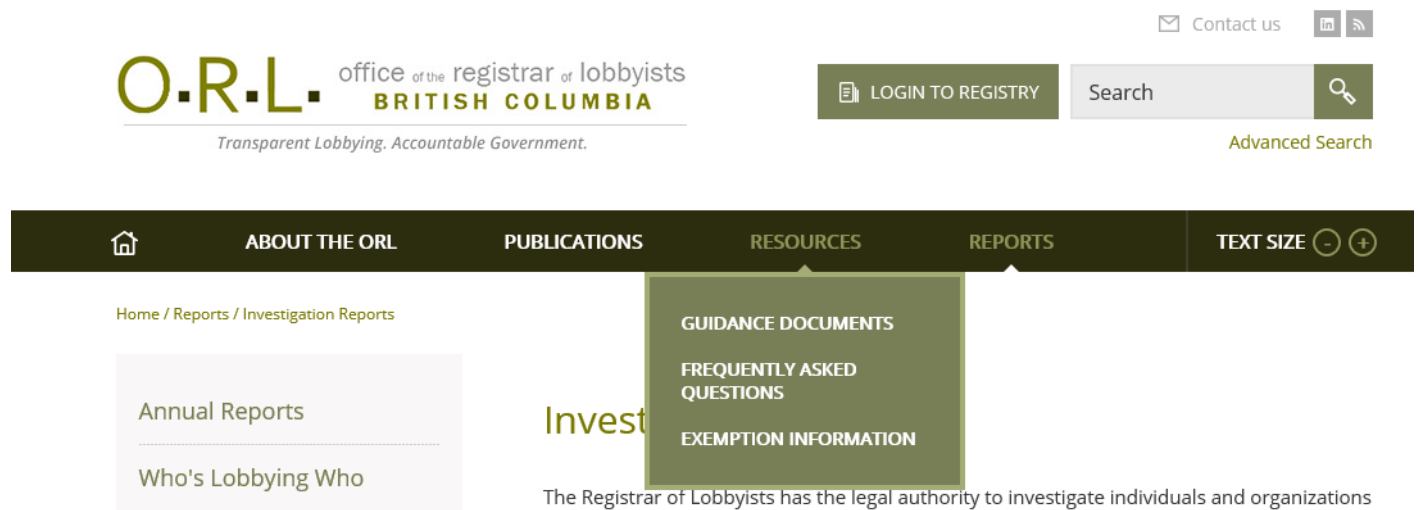 Contact us
O.R.L. office of the registrar of lobbyists
BRITISH COLUMBIA
Transparent Lobbying. Accountable Government.
LOGIN TO REGISTRY
Search
Advanced Search
ABOUT THE ORL PUBLICATIONS RESOURCES REPORTS TEXT SIZE - +
Home / Reports / Investigation Reports
GUIDANCE DOCUMENTS
FREQUENTLY ASKED
QUESTIONS
EXEMPTION INFORMATION
Annual Reports
Who's Lobbying Who
Invest
The Registrar of Lobbyists has the legal authority to investigate individuals and organizations